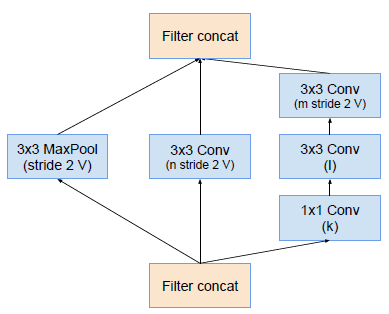 Filter concat
3x3 Conv
(m stride 2 V)
3x3 MaxPool
(stride 2 V)
3x3 Conv
(n stride 2 V)
3x3 Conv
(l)
1x1 Conv
(k)
Filter concat